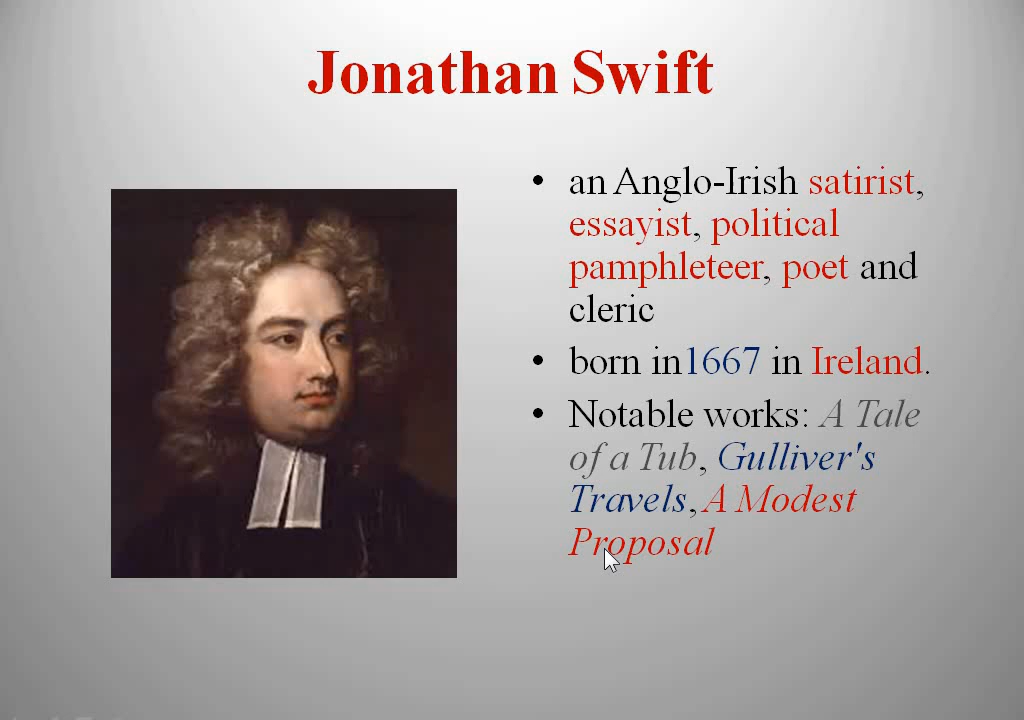 Jonathan Swift
• an Anglo-Irish satirist,
essayist, political
pamphleteer, poet and
cleric
• born in1667 in Ireland.
• Notable works: A Tale
of a Tub, Gulliver's
Travels, A Modest
Proposal